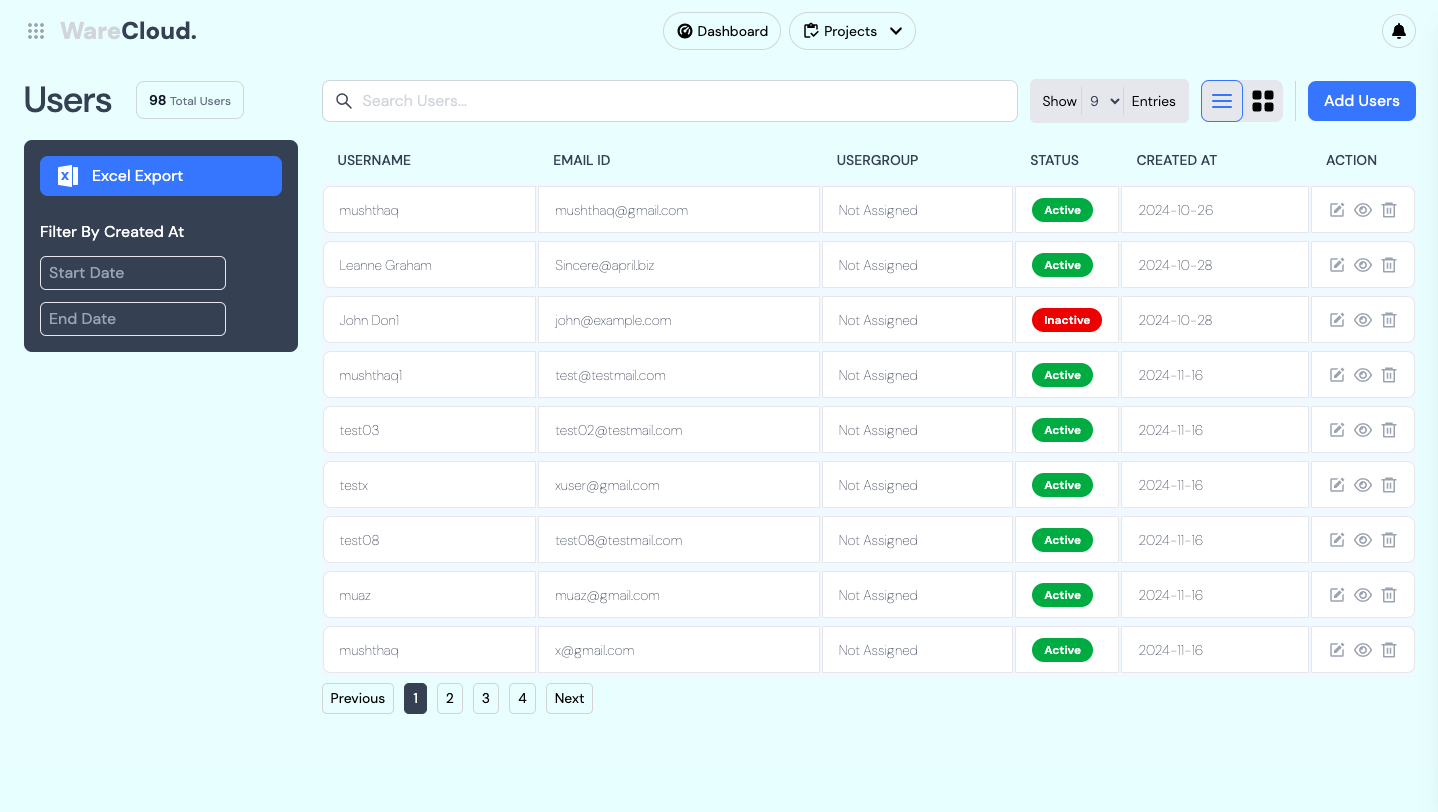 WareCloud.
Dashboard
Projects
Users
98 Total Users
Search Users...
Show 9 Entries
Add Users
Excel Export
Filter By Created At
Start Date
End Date
USERNAME EMAIL ID USERGROUP STATUS CREATED AT ACTION
mushthaq mushthaq@gmail.com Not Assigned Active 2024-10-26
Leanne Graham Sincere@april.biz Not Assigned Active 2024-10-28
John Don1 john@example.com Not Assigned Inactive 2024-10-28
mushthaq1 test@testmail.com Not Assigned Active 2024-11-16
test03 test02@testmail.com Not Assigned Active 2024-11-16
testx xuser@gmail.com Not Assigned Active 2024-11-16
test08 test08@testmail.com Not Assigned Active 2024-11-16
muaz muaz@gmail.com Not Assigned Active 2024-11-16
mushthaq x@gmail.com Not Assigned Active 2024-11-16
Previous 1 2 3 4 Next